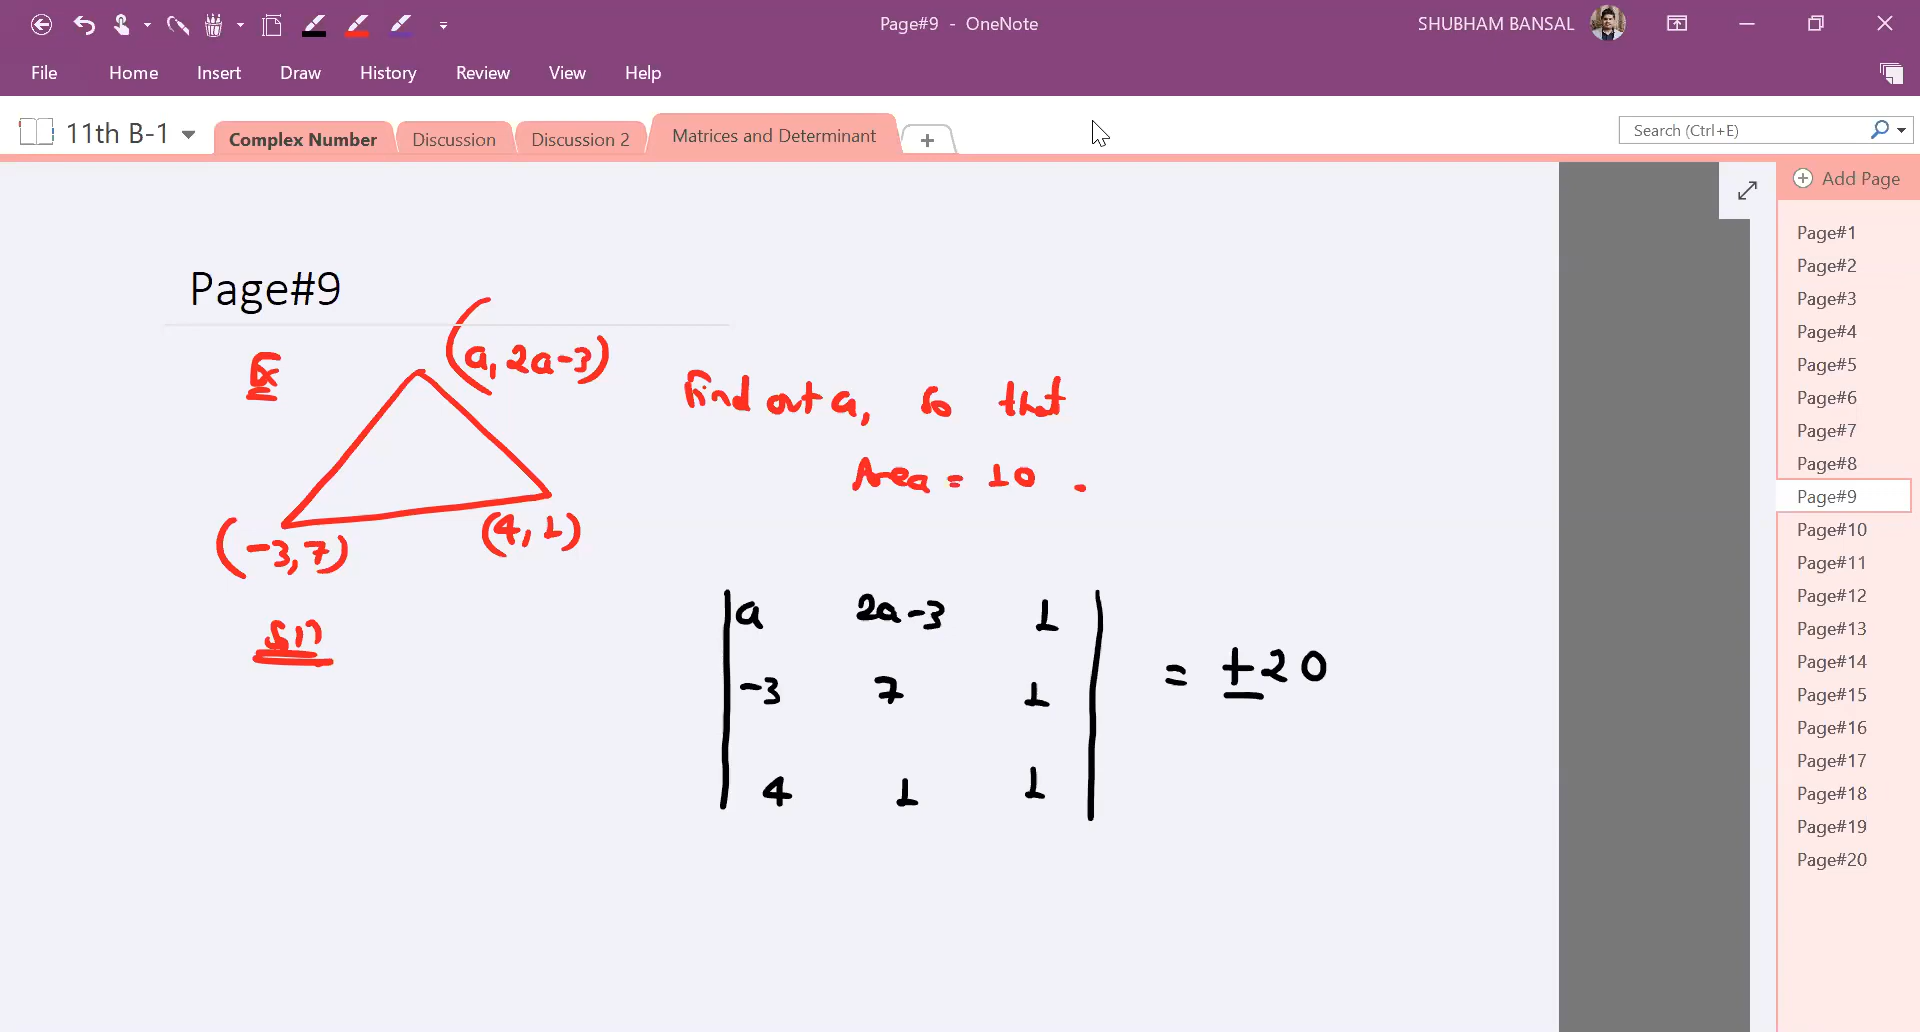 Page#9 - OneNote
SHUBHAM BANSAL
File Home Insert Draw History Review View Help
11th B-1
Complex Number
Discussion
Discussion 2
Matrices and Determinant
+
Search (Ctrl+E)
Add Page
Page#1
Page#2
Page#3
Page#4
Page#5
Page#6
Page#7
Page#8
Page#9
Page#10
Page#11
Page#12
Page#13
Page#14
Page#15
Page#16
Page#17
Page#18
Page#19
Page#20
Page#9
Ex
(a, 2a-3)
(-3, 7)
(4, 1)
Find out a, so that
Area = 10 .
Sol
| a 2a-3 1 |
| -3 7 1 | = ±20
| 4 1 1 |